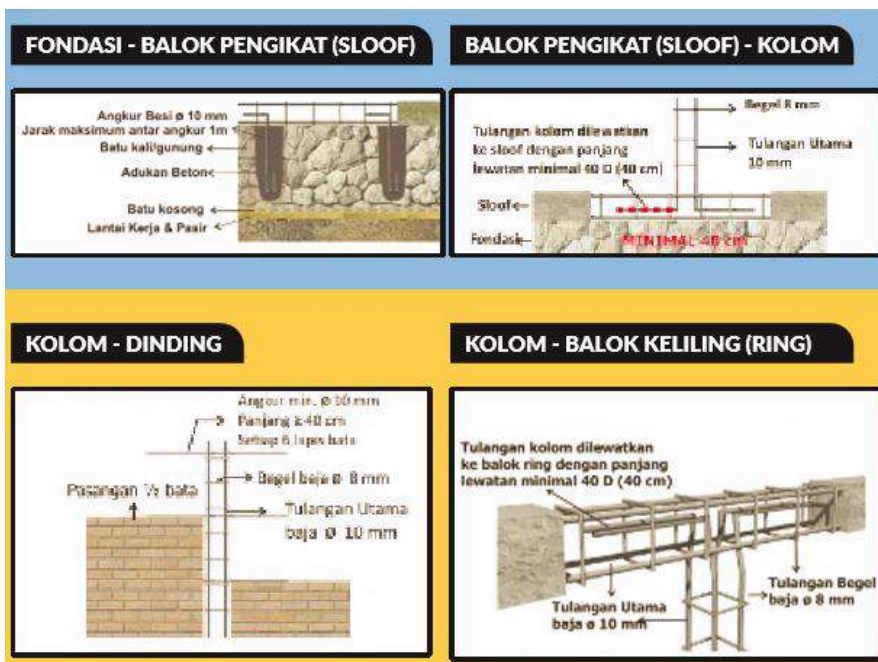 FONDASI - BALOK PENGIKAT (SLOOF)
Angkur Besi ø 10 mm
Jarak maksimum antar angkur 1m
Batu kali/gunung
Adukan Beton
Batu kosong
Lantai Kerja & Pasir
BALOK PENGIKAT (SLOOF) - KOLOM
Begel 8 mm
Tulangan kolom dilewatkan
ke sloof dengan panjang
lewatan minimal 40 D (40 cm)
Tulangan Utama
10 mm
Sloof
Fondasi
MINIMAL 40 cm
KOLOM - DINDING
Angkur min. ø 10 mm
Panjang ≥ 40 cm
Setiap 6 lapis bata
Begel baja ø 8 mm
Pasangan ½ bata
Tulangan Utama
baja ø 10 mm
KOLOM - BALOK KELILING (RING)
Tulangan kolom dilewatkan
ke balok ring dengan panjang
lewatan minimal 40 D (40 cm)
Tulangan Begel
baja ø 8 mm
Tulangan Utama
baja ø 10 mm